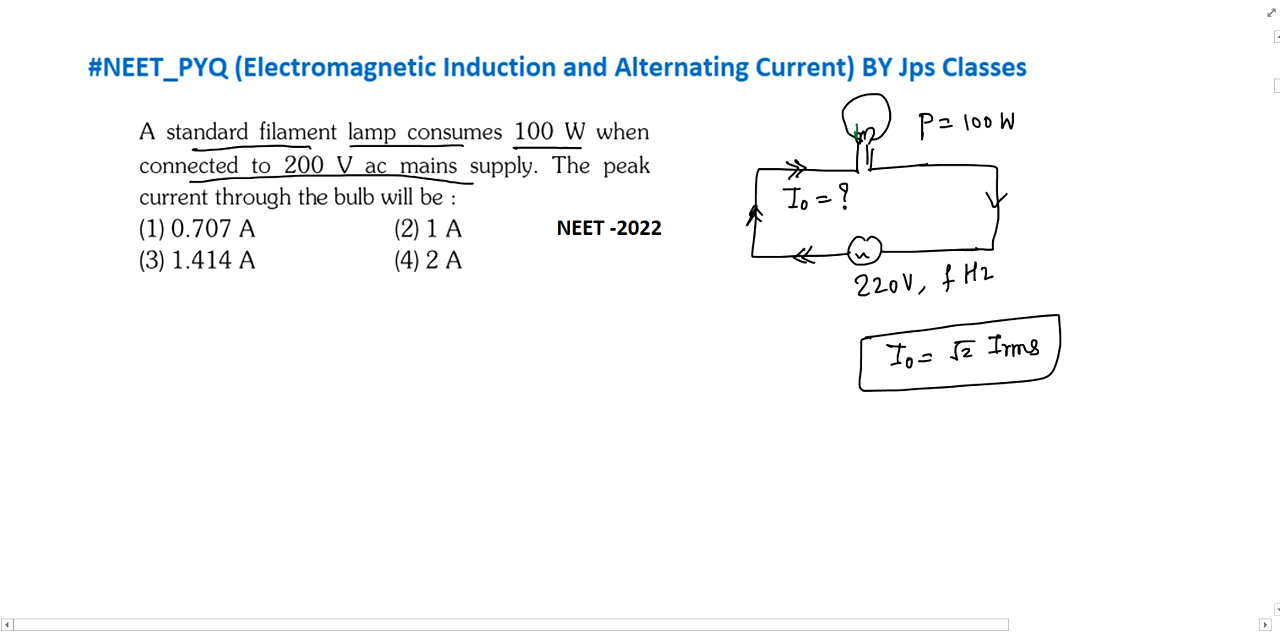 #NEET_PYQ (Electromagnetic Induction and Alternating Current) BY Jps Classes
A standard filament lamp consumes 100 W when
connected to 200 V ac mains supply. The peak
current through the bulb will be :
(1) 0.707 A (2) 1 A NEET -2022
(3) 1.414 A (4) 2 A
P = 100 W
I₀ = ?
220V, f Hz
I₀ = √2 Irms